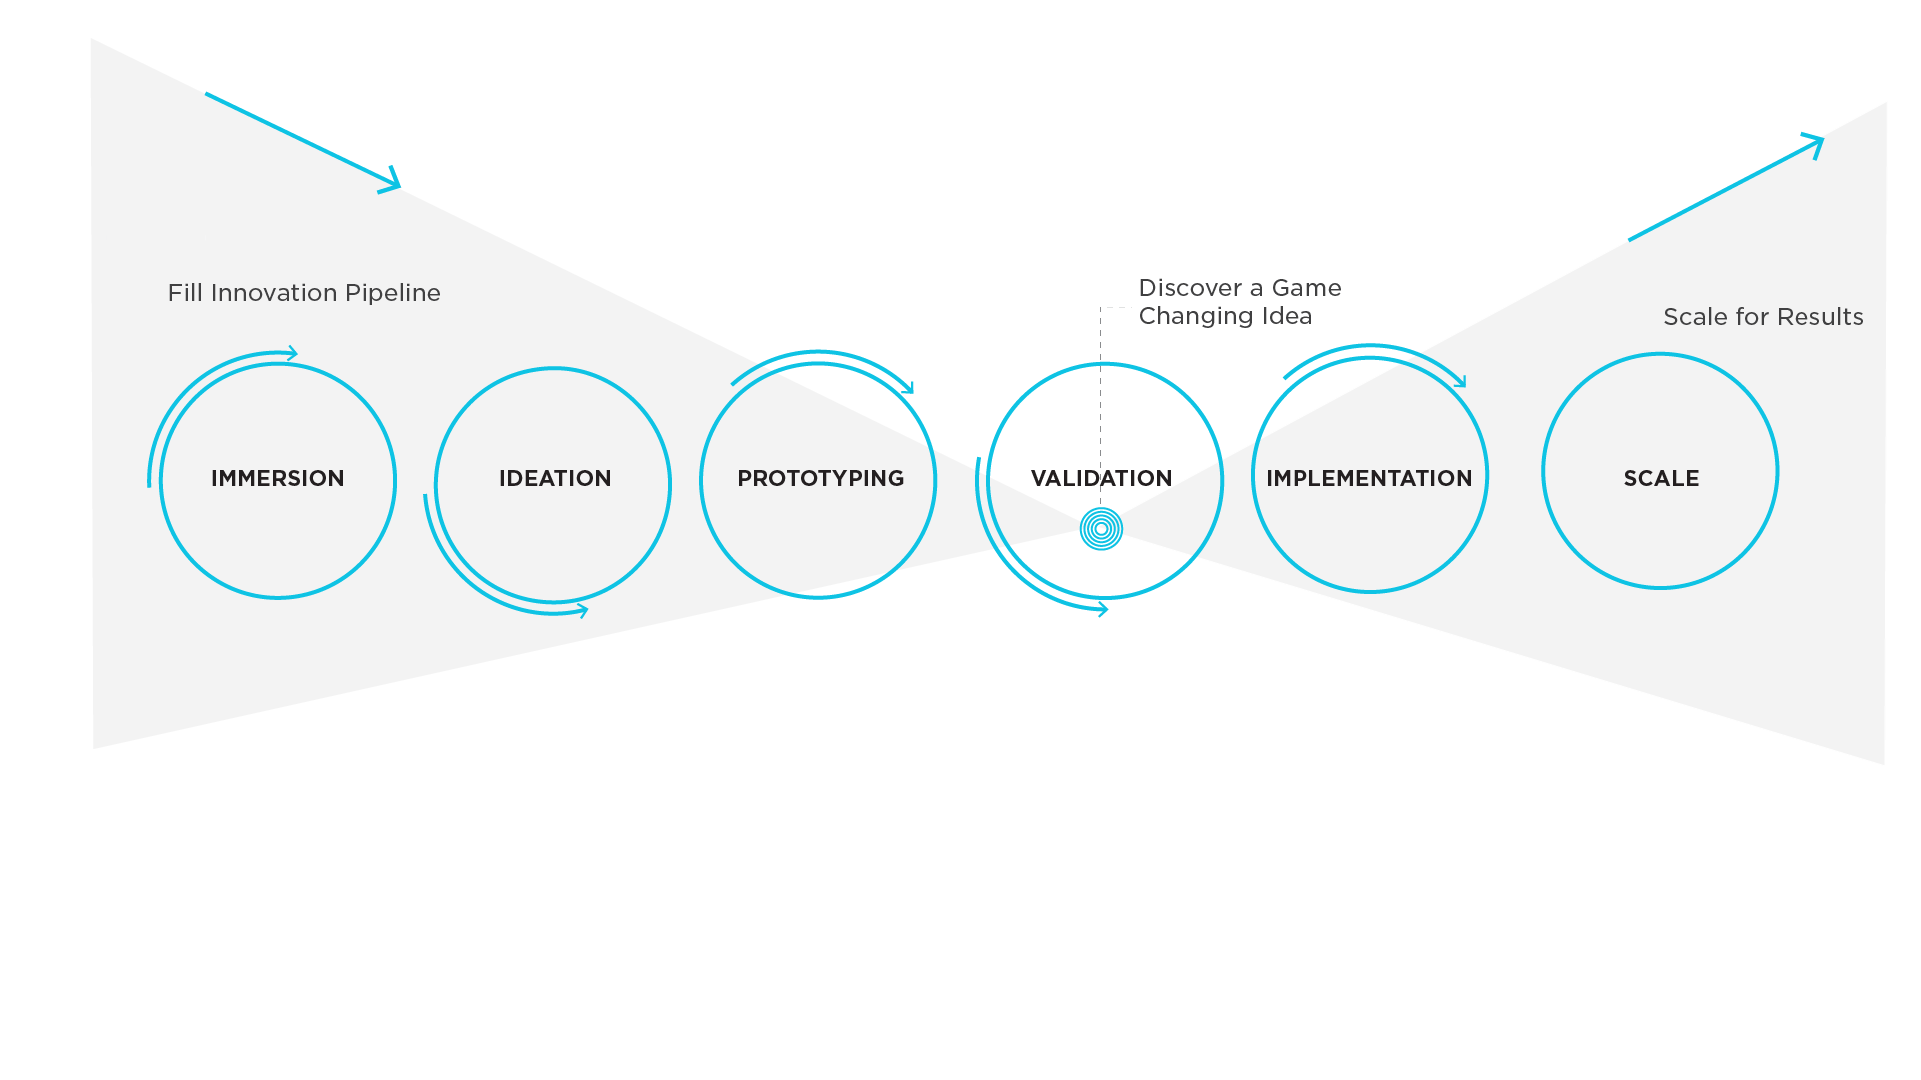 Fill Innovation Pipeline
Discover a Game
Changing Idea
Scale for Results
IMMERSION
IDEATION
PROTOTYPING
VALIDATION
IMPLEMENTATION
SCALE